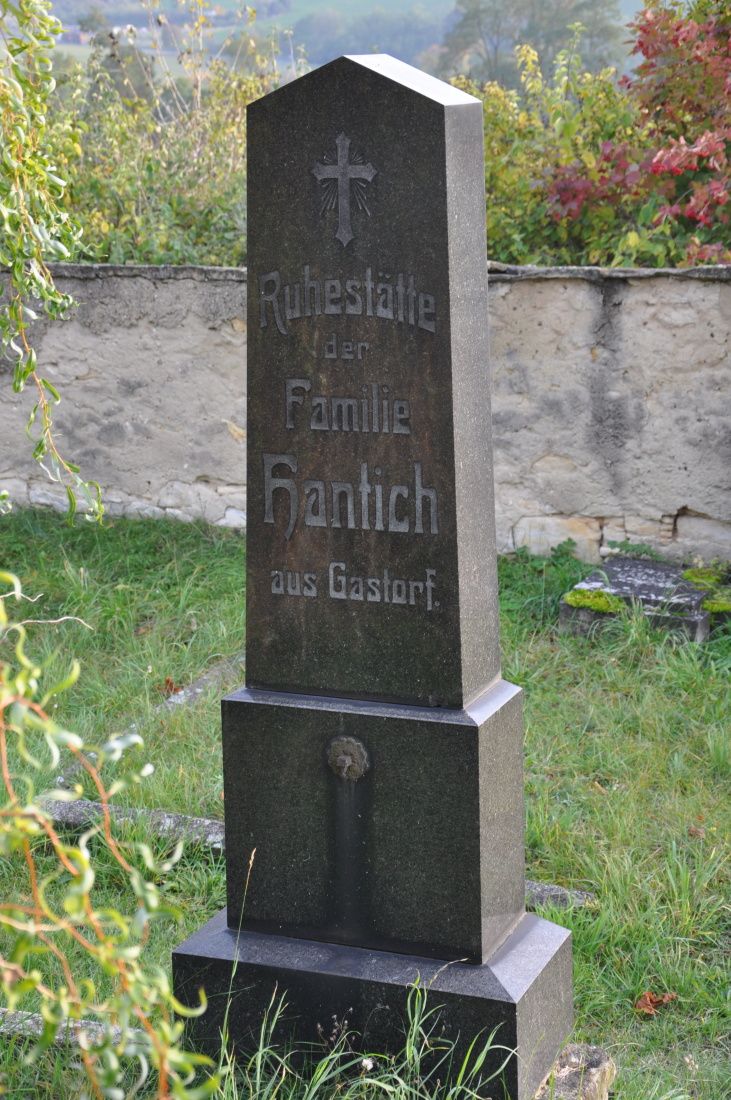 Ruhestätte
der
Familie
Hantich
aus Gastorf.